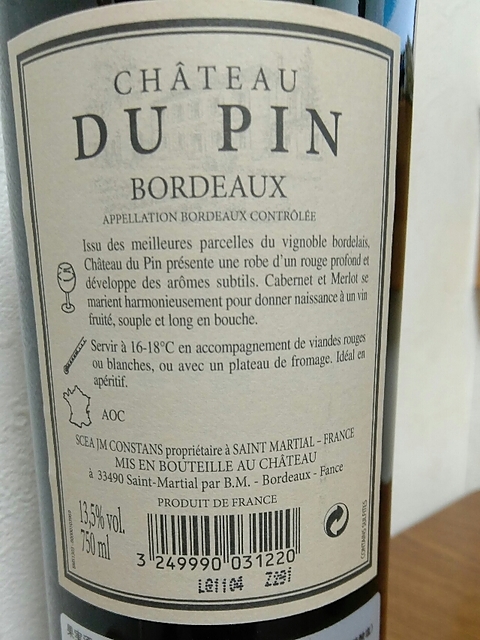 CHÂTEAU
DU PIN
BORDEAUX
APPELLATION BORDEAUX CONTRÔLÉE
Issu des meilleures parcelles du vignoble bordelais,
Château du Pin présente une robe d'un rouge profond et
développe des arômes subtils. Cabernet et Merlot se
marient harmonieusement pour donner naissance à un vin
fruité, souple et long en bouche.
Servir à 16-18°C en accompagnement de viandes rouges
ou blanches, ou avec un plateau de fromage. Idéal en
apéritif.
AOC
SCEA JM CONSTANS propriétaire à SAINT MARTIAL - FRANCE
MIS EN BOUTEILLE AU CHÂTEAU
à 33490 Saint-Martial par B.M. - Bordeaux - Fance
PRODUIT DE FRANCE
13,5% vol.
750 ml
3 249990 031220
CONTAINS SULFITES